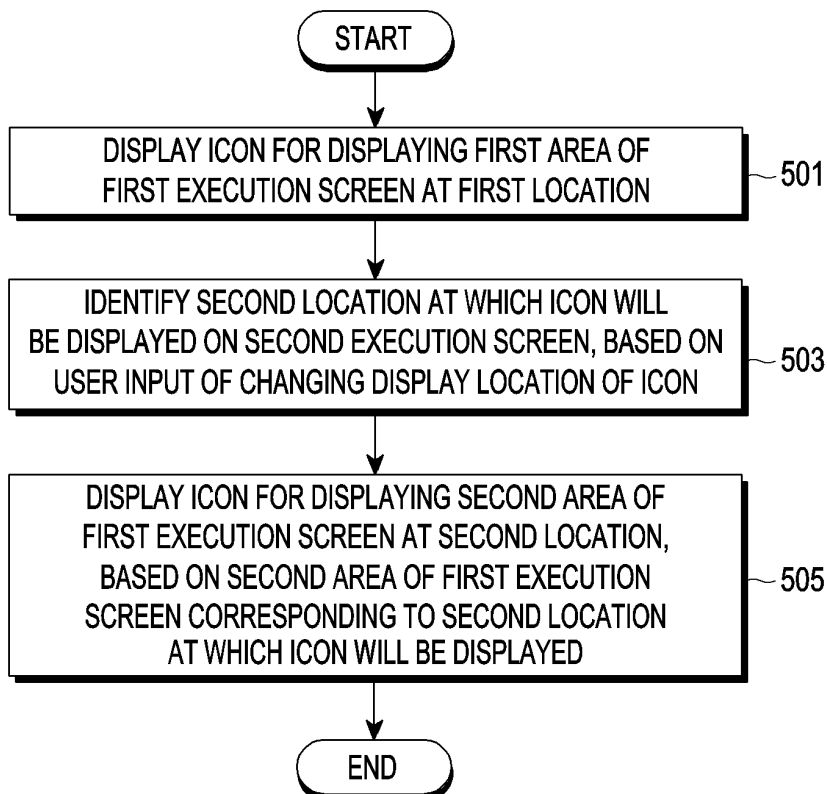 START
DISPLAY ICON FOR DISPLAYING FIRST AREA OF
FIRST EXECUTION SCREEN AT FIRST LOCATION
501
IDENTIFY SECOND LOCATION AT WHICH ICON WILL
BE DISPLAYED ON SECOND EXECUTION SCREEN, BASED ON
USER INPUT OF CHANGING DISPLAY LOCATION OF ICON
503
DISPLAY ICON FOR DISPLAYING SECOND AREA OF
FIRST EXECUTION SCREEN AT SECOND LOCATION,
BASED ON SECOND AREA OF FIRST EXECUTION
SCREEN CORRESPONDING TO SECOND LOCATION
AT WHICH ICON WILL BE DISPLAYED
505
END